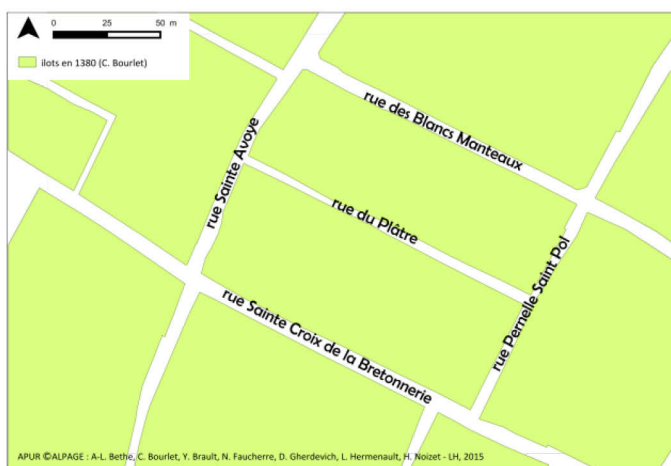 0 25 50 m
ilots en 1380 (C. Bourlet)
rue des Blancs Manteaux
rue Sainte Avoye
rue du Plâtre
rue Pernelle Saint Pol
rue Sainte Croix de la Bretonnerie
APUR ©ALPAGE : A-L. Bethe, C. Bourlet, Y. Brault, N. Faucherre, D. Gherdevich, L. Hermenault, H. Noizet - LH, 2015